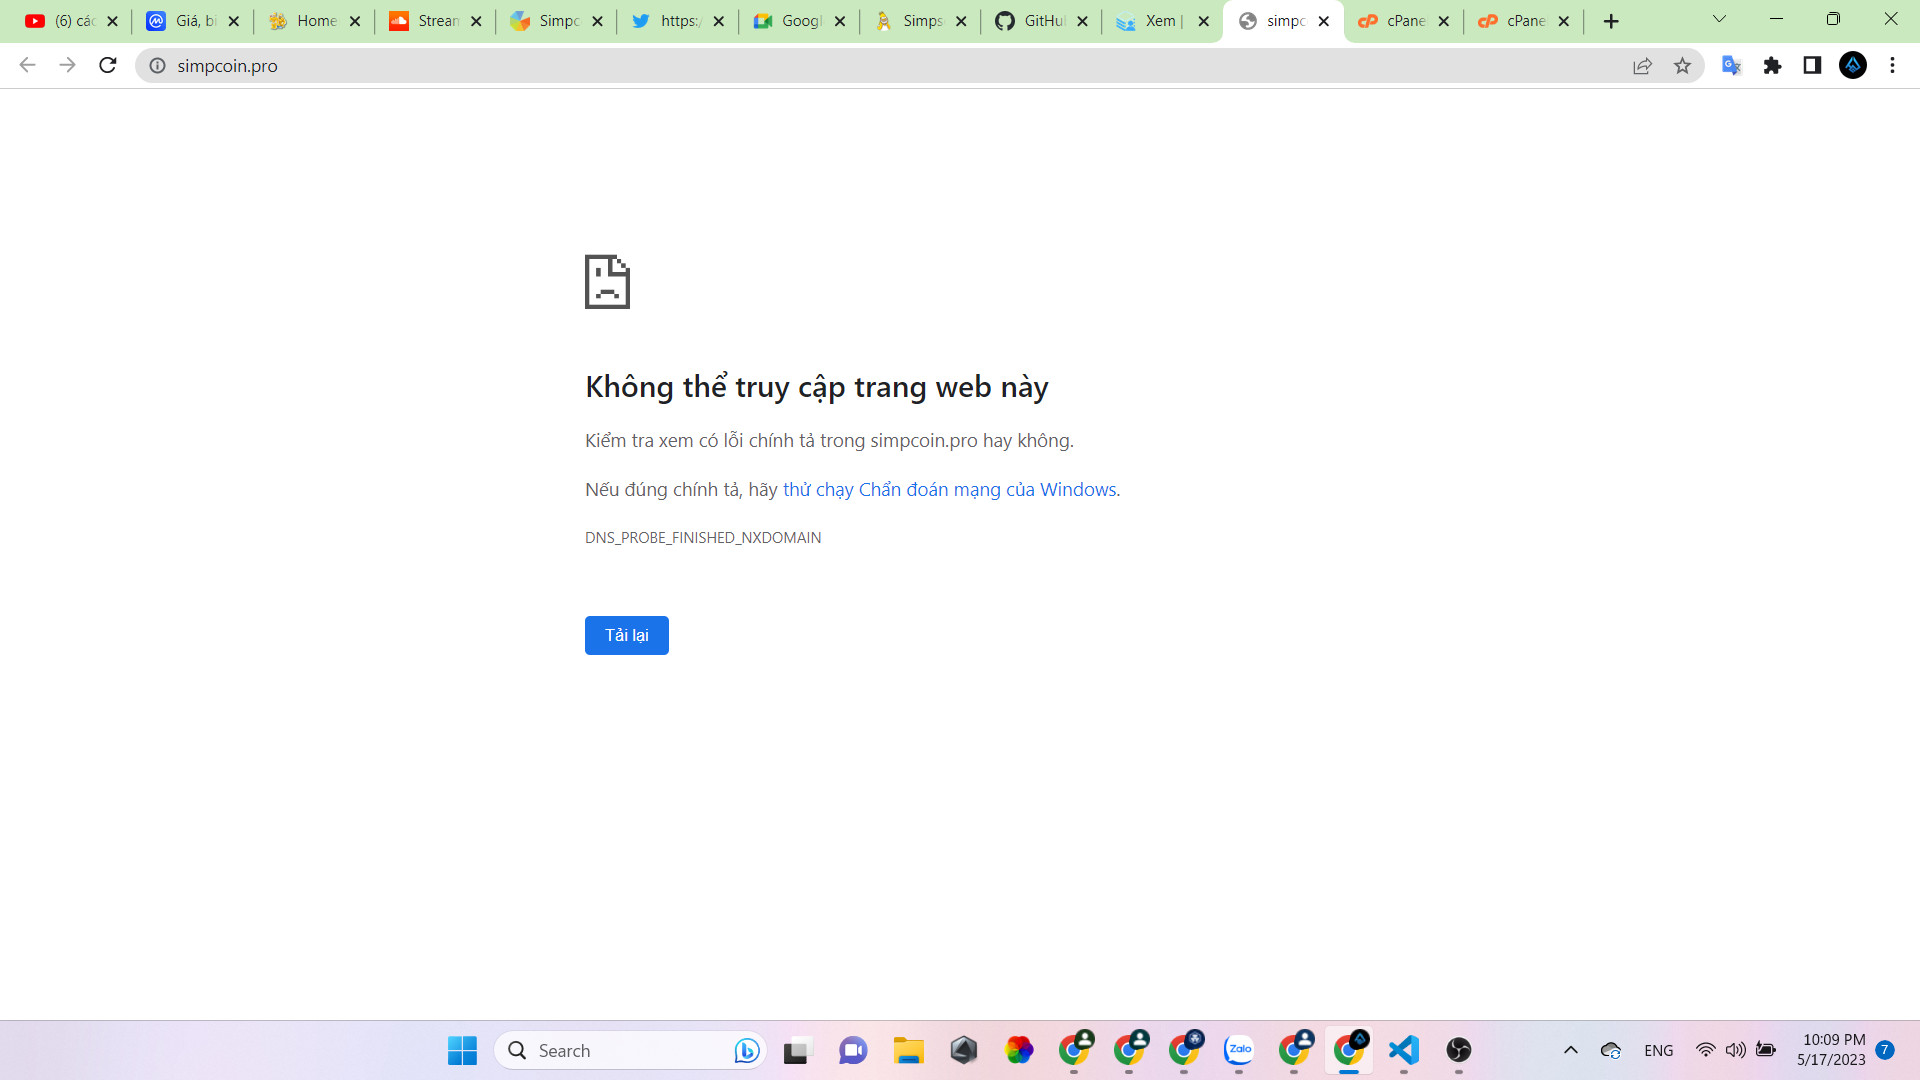 (6) các
Giá, bi
Home
Stream
Simpc
https:/
Googl
Simps
GitHu
Xem |
simpc
cPane
cPane
simpcoin.pro
Không thể truy cập trang web này
Kiểm tra xem có lỗi chính tả trong simpcoin.pro hay không.
Nếu đúng chính tả, hãy thử chạy Chẩn đoán mạng của Windows.
DNS_PROBE_FINISHED_NXDOMAIN
Tải lại
Search
Zalo
ENG
10:09 PM
5/17/2023
7